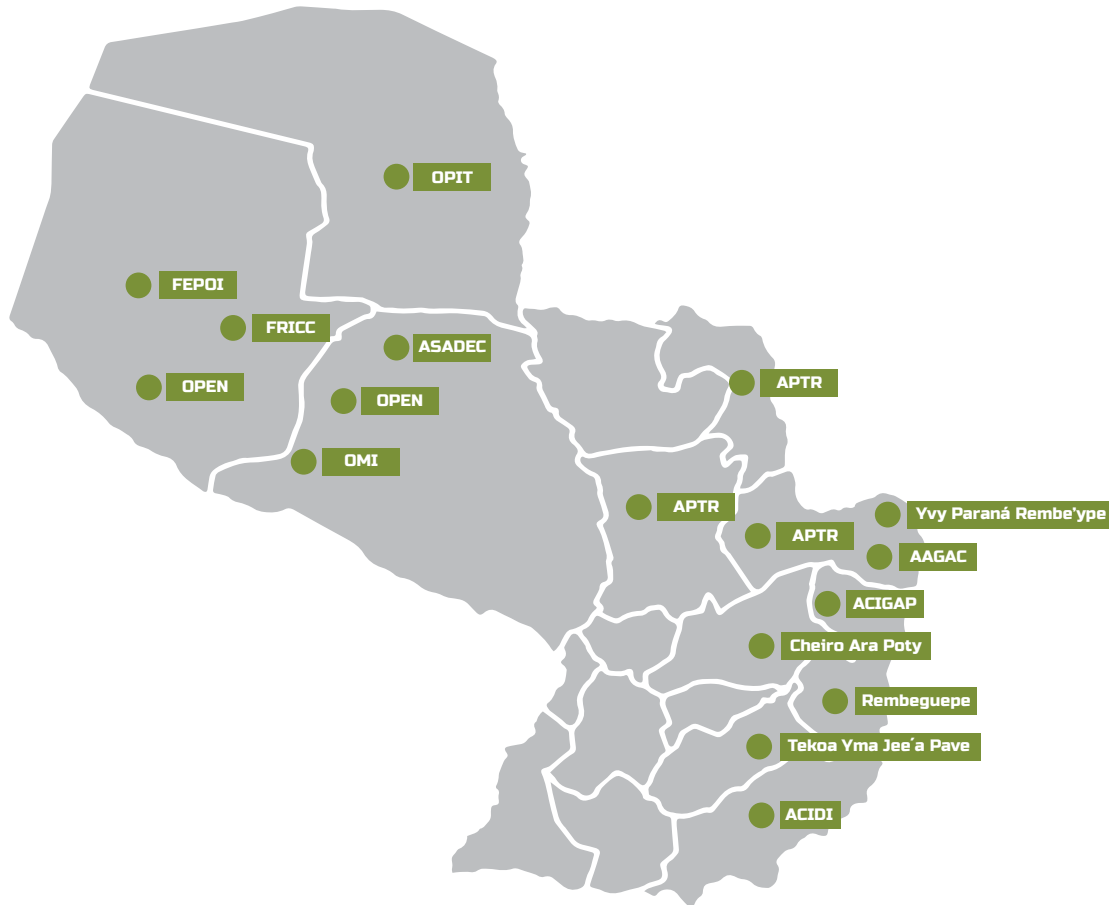 OPIT
FEPOI
FRICC
ASADEC
OPEN
APTR
OPEN
OMI
APTR
Yvy Paraná Rembe'ype
APTR
AAGAC
ACIGAP
Cheiro Ara Poty
Rembeguepe
Tekoa Yma Jee´a Pave
ACIDI